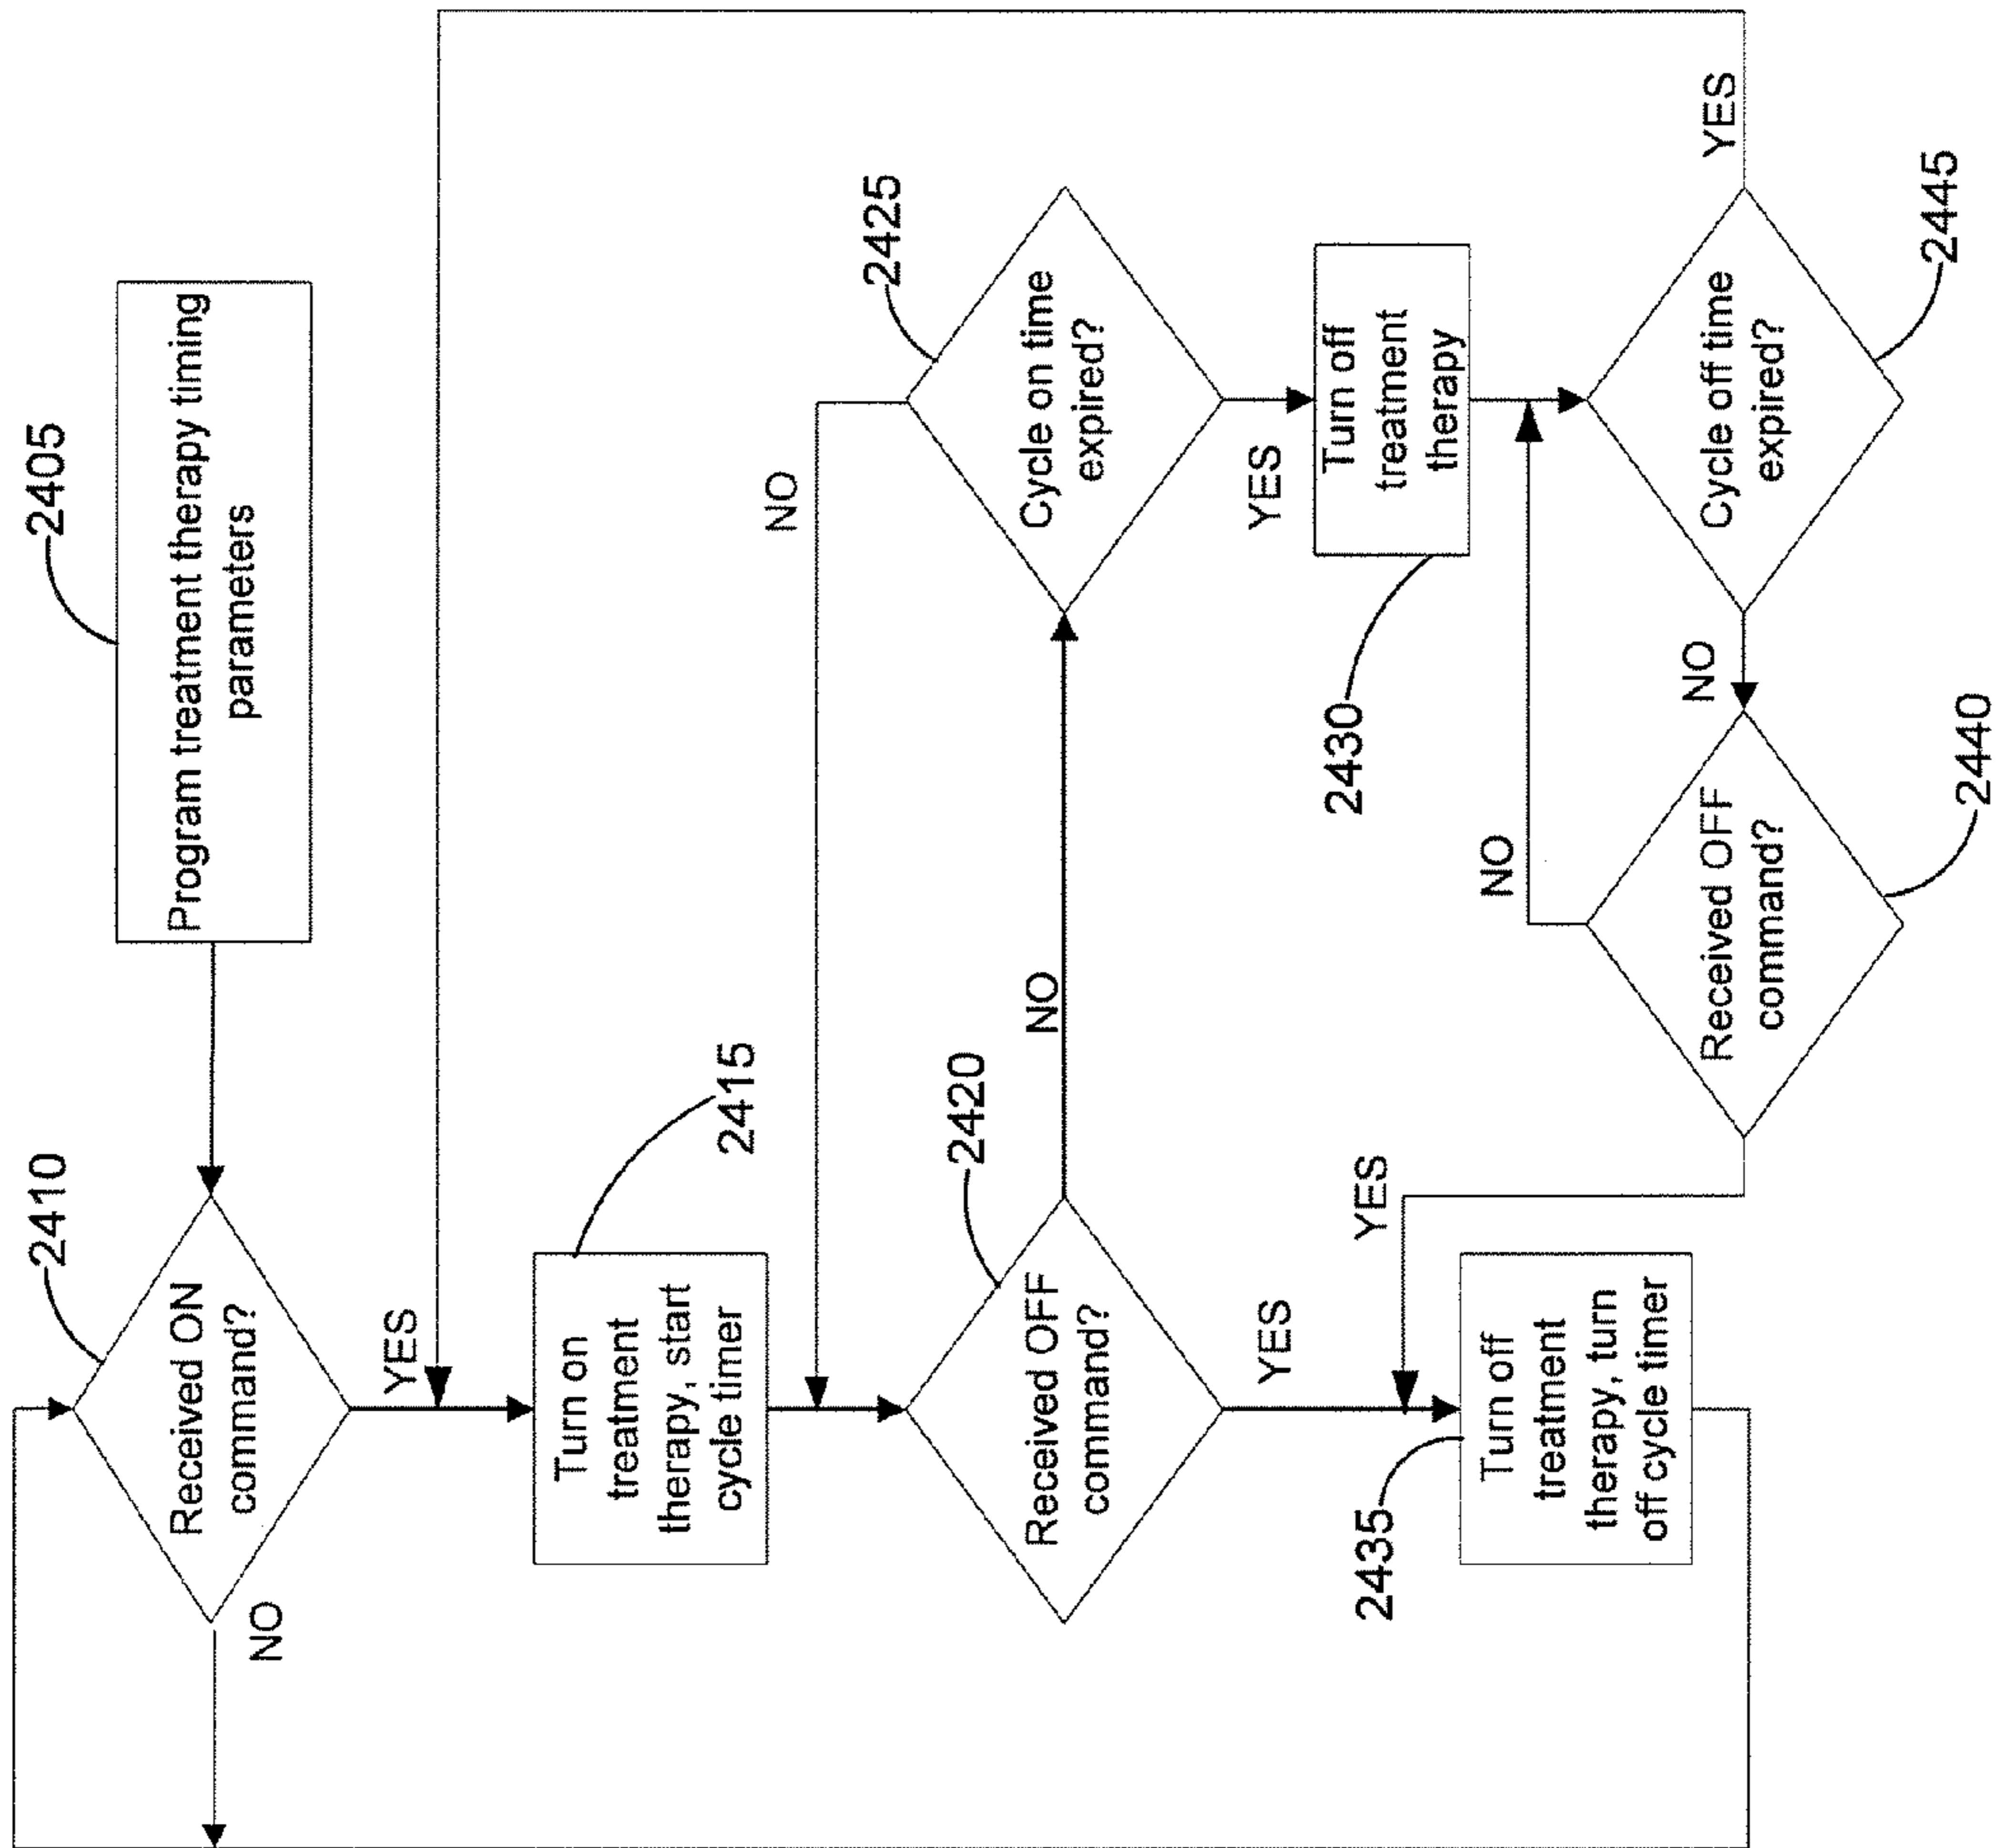 2405
Program treatment therapy timing
parameters
2410
Received ON
command?
NO
YES
2415
Turn on
treatment
therapy, start
cycle timer
2420
Received OFF
command?
NO
YES
2425
Cycle on time
expired?
NO
YES
2430
Turn off
treatment
therapy
2435
Turn off
treatment
therapy, turn
off cycle timer
2440
Received OFF
command?
NO
YES
2445
Cycle off time
expired?
NO
YES